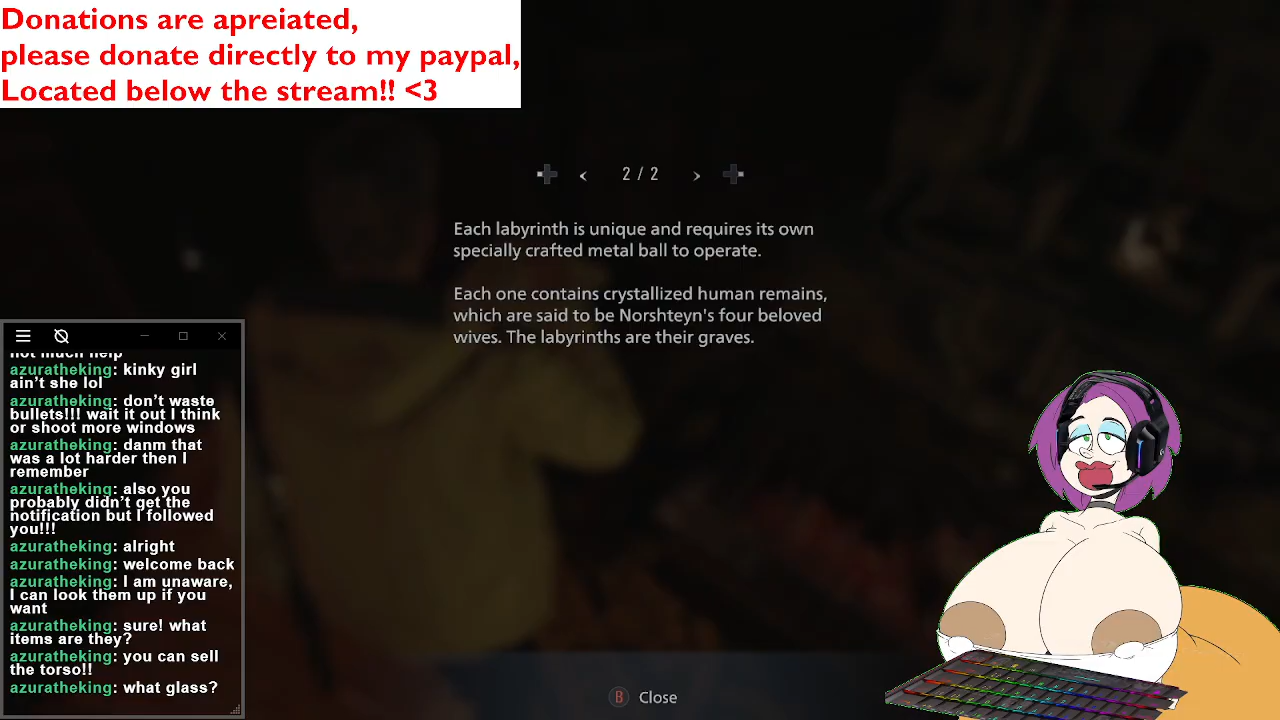 Donations are apreiated,
please donate directly to my paypal,
Located below the stream!! <3
2 / 2
Each labyrinth is unique and requires its own
specially crafted metal ball to operate.
Each one contains crystallized human remains,
which are said to be Norshteyn's four beloved
wives. The labyrinths are their graves.
not much help
azuratheking: kinky girl
ain't she lol
azuratheking: don't waste
bullets!!! wait it out I think
or shoot more windows
azuratheking: danm that
was a lot harder then I
remember
azuratheking: also you
probably didn't get the
notification but I followed
you!!!
azuratheking: alright
azuratheking: welcome back
azuratheking: I am unaware,
I can look them up if you
want
azuratheking: sure! what
items are they?
azuratheking: you can sell
the torso!!
azuratheking: what glass?
B Close